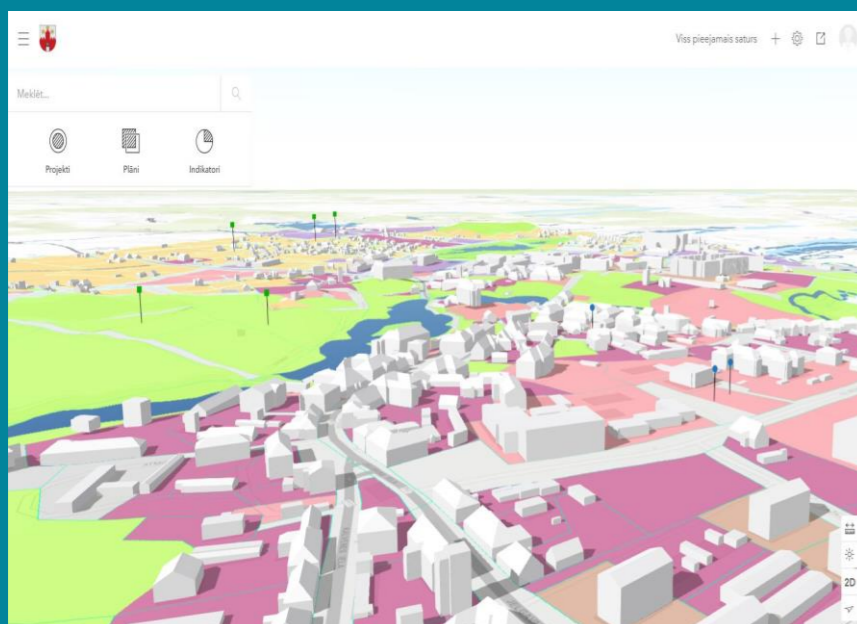 Viss pieejamais saturs
Meklēt...
Projekti
Plāni
Indikatori
2D